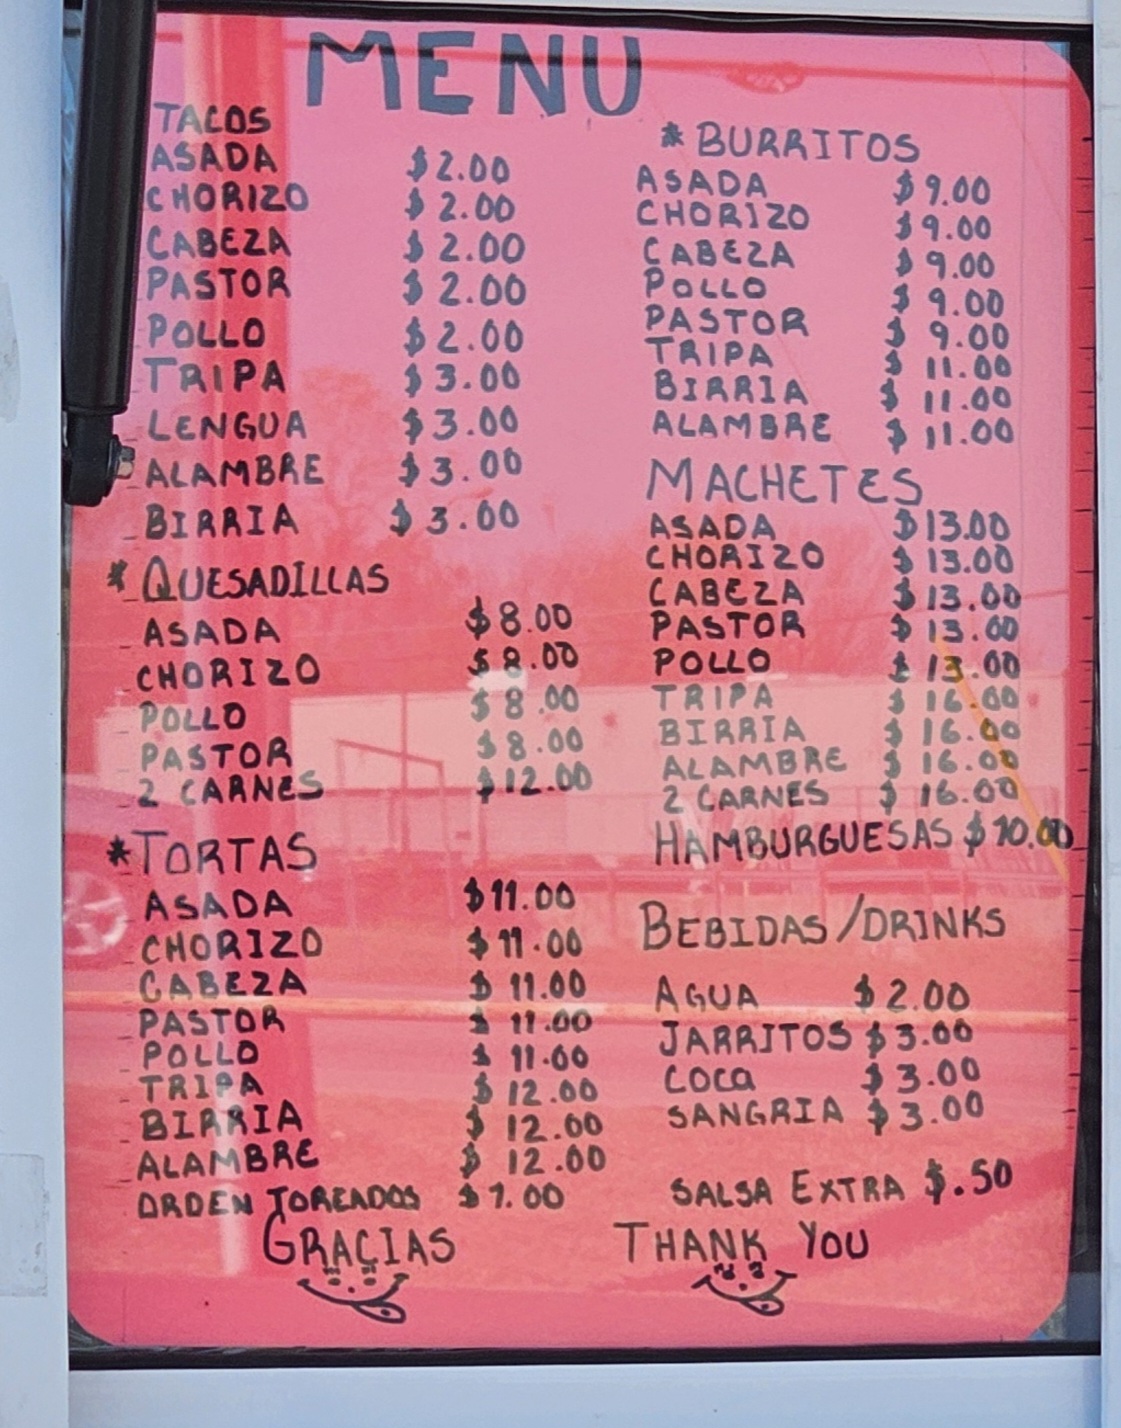 MENU
TACOS
ASADA $2.00
CHORIZO $2.00
CABEZA $2.00
PASTOR $2.00
POLLO $2.00
TRIPA $3.00
LENGUA $3.00
ALAMBRE $3.00
BIRRIA $3.00
*QUESADILLAS
ASADA $8.00
CHORIZO $8.00
POLLO $8.00
PASTOR $8.00
2 CARNES $12.00
*TORTAS
ASADA $11.00
CHORIZO $11.00
CABEZA $11.00
PASTOR $11.00
POLLO $11.00
TRIPA $12.00
BIRRIA $12.00
ALAMBRE $12.00
ORDEN TOREADOS $1.00
*BURRITOS
ASADA $9.00
CHORIZO $9.00
CABEZA $9.00
POLLO $9.00
PASTOR $9.00
TRIPA $11.00
BIRRIA $11.00
ALAMBRE $11.00
MACHETES
ASADA $13.00
CHORIZO $13.00
CABEZA $13.00
PASTOR $13.00
POLLO $13.00
TRIPA $16.00
BIRRIA $16.00
ALAMBRE $16.00
2 CARNES $16.00
HAMBURGUESAS $10.00
BEBIDAS/DRINKS
AGUA $2.00
JARRITOS $3.00
COCA $3.00
SANGRIA $3.00
SALSA EXTRA $.50
GRACIAS THANK YOU